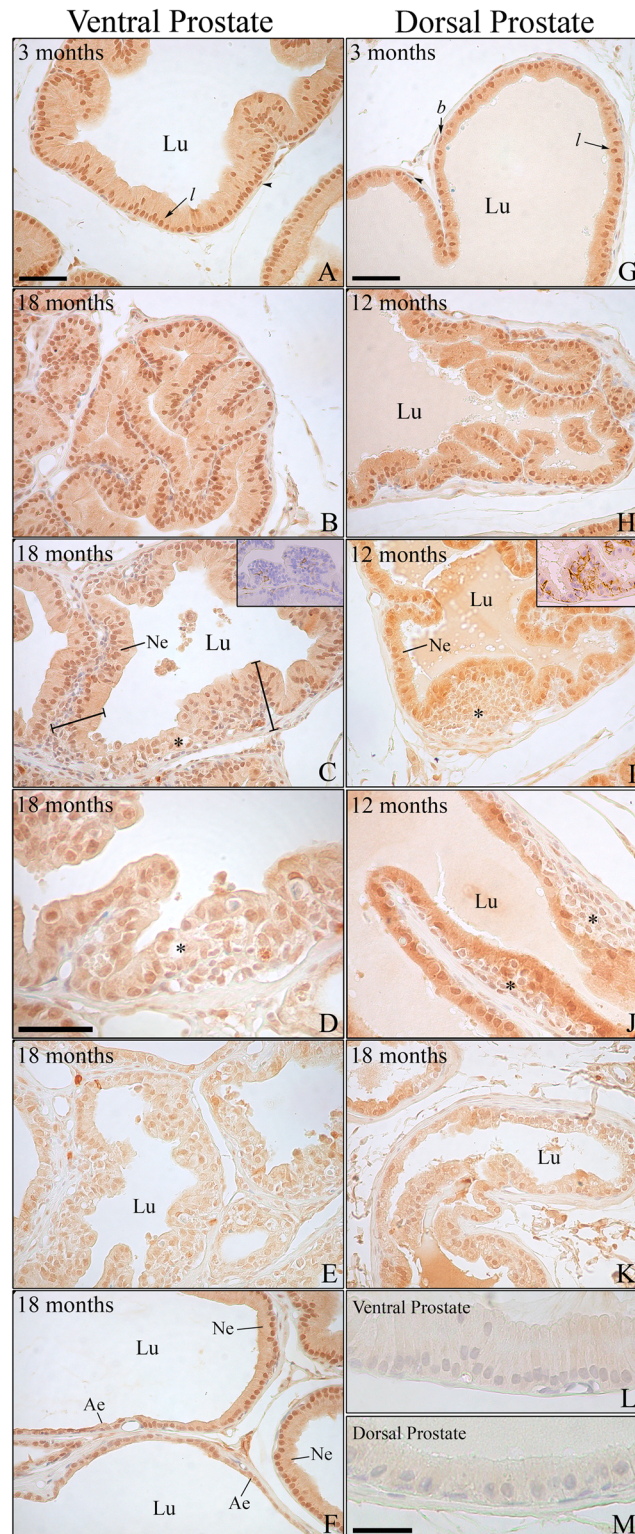 Ventral Prostate
Dorsal Prostate
3 months
Lu
l
A
3 months
b
l
Lu
G
18 months
B
12 months
Lu
H
18 months
Ne
Lu
*
C
12 months
Lu
Ne
*
I
18 months
*
D
12 months
Lu
*
*
J
18 months
Lu
E
18 months
Lu
K
18 months
Lu
Ne
Ae
Ne
Ae
Lu
F
Ventral Prostate
L
Dorsal Prostate
M